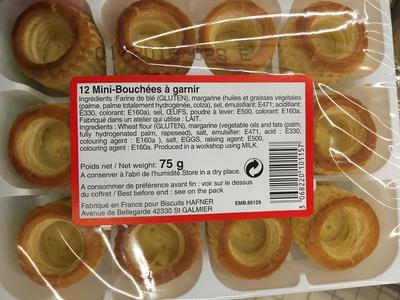 12 Mini-Bouchées à garnir
Ingrédients :Farine de blé (GLUTEN), margarine (huiles et graisses végétales
(palme, palme totalement hydrogénée, colza), sel, émulsifiant: E471; acidifiant:
E330, colorant: E160a), sel, ŒUFS, poudre à lever: E500, colorant: E160a.
Fabriqué dans un atelier qui utilise : LAIT.
Ingredients : Wheat flour (GLUTEN), margarine (vegetable oils and fats (palm,
fully hydrogenated palm, rapeseed), salt, emulsifier: E471, acid : E330,
colouring agent : E160a ), salt, EGGS, raising agent: E500,
colouring agent : E160a. Produced in a workshop using MILK.
Poids net / Net weight: 75 g
A conserver à l'abri de l'humidité.Store in a dry place.
A consommer de préférence avant fin : voir sur le dessus
du coffret / Best before end : see on the pack
Fabriqué en France pour Biscuits HAFNER
Avenue de Bellegarde 42330 St GALMIER
EMB.85129
3 068220 101157